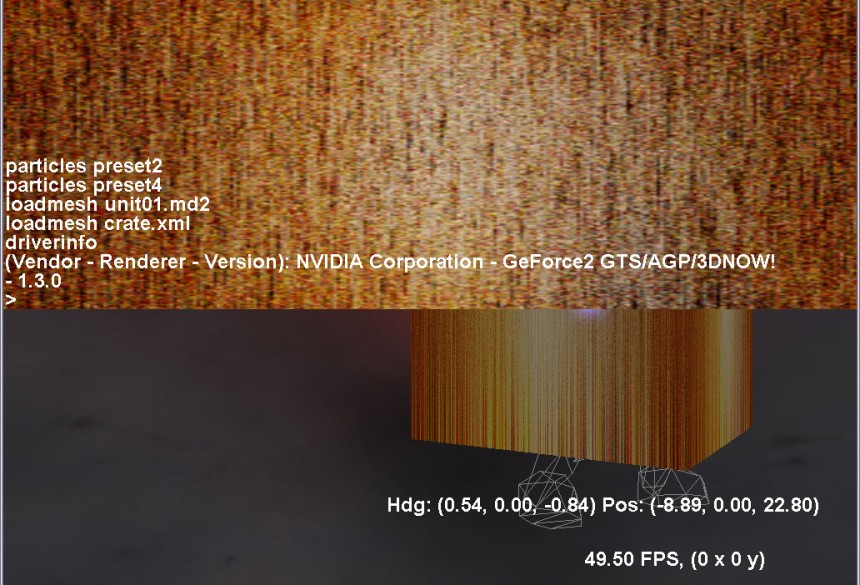 particles preset2
particles preset4
loadmesh unit01.md2
loadmesh crate.xml
driverinfo
(Vendor - Renderer - Version): NVIDIA Corporation - GeForce2 GTS/AGP/3DNOW!
- 1.3.0
>
Hdg: (0.54, 0.00, -0.84) Pos: (-8.89, 0.00, 22.80)
49.50 FPS, (0 x 0 y)